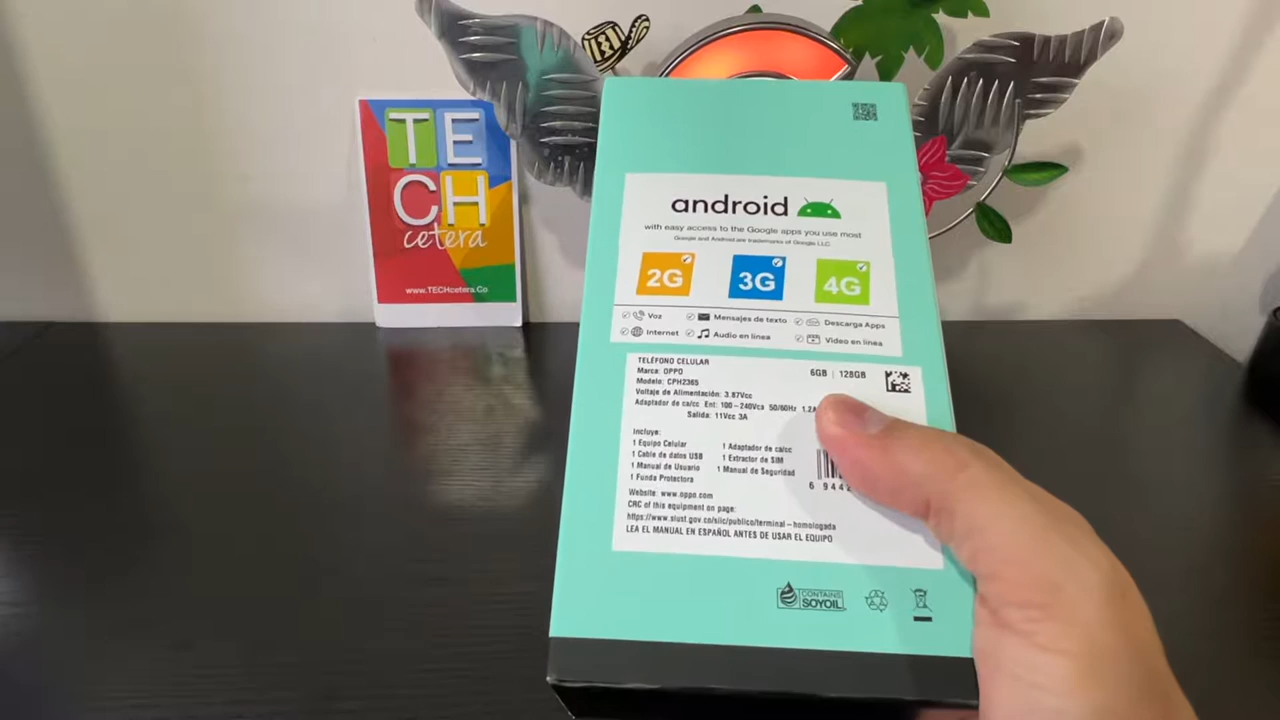 TE
CH
cetera
www.TECHcetera.Co
android
with easy access to the Google apps you use most
Google and Android are trademarks of Google LLC
2G 3G 4G
Voz Mensajes de texto Descarga Apps
Internet Audio en línea Video en línea
TELÉFONO CELULAR
Marca: OPPO 6GB | 128GB
Modelo: CPH2365
Voltaje de Alimentación: 3.87Vcc
Adaptador de ca/cc Ent: 100-240Vca 50/60Hz 1.2A
Salida: 11Vcc 3A
Incluye:
1 Equipo Celular 1 Adaptador de ca/cc
1 Cable de datos USB 1 Extractor de SIM
1 Manual de Usuario 1 Manual de Seguridad
1 Funda Protectora
6 944
Website: www.oppo.com
CRC of this equipment on page:
https://www.siust.gov.co/siic/publico/terminal-homologada
LEA EL MANUAL EN ESPAÑOL ANTES DE USAR EL EQUIPO
CONTAINS
SOYOIL